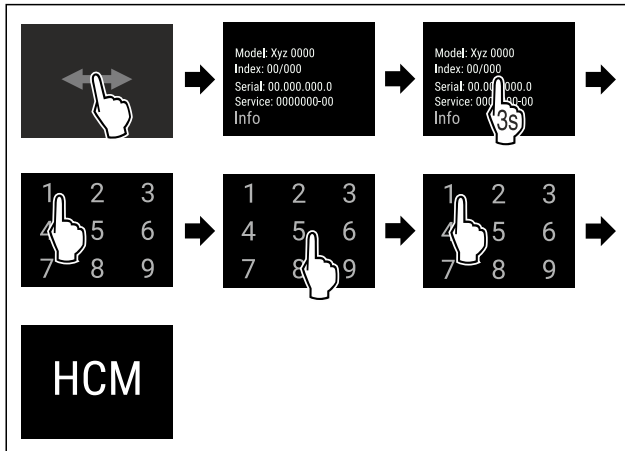 Model: Xyz 0000
Index: 00/000
Serial: 00.000.000.0
Service: 0000000-00
Info
Model: Xyz 0000
Index: 00/000
Serial: 00.00 000.0
Service: 000 00-00
Info
3s
1 2 3
4 5 6
7 8 9
1 2 3
4 5 6
7 8 9
1 2 3
4 5 6
7 8 9
HCM